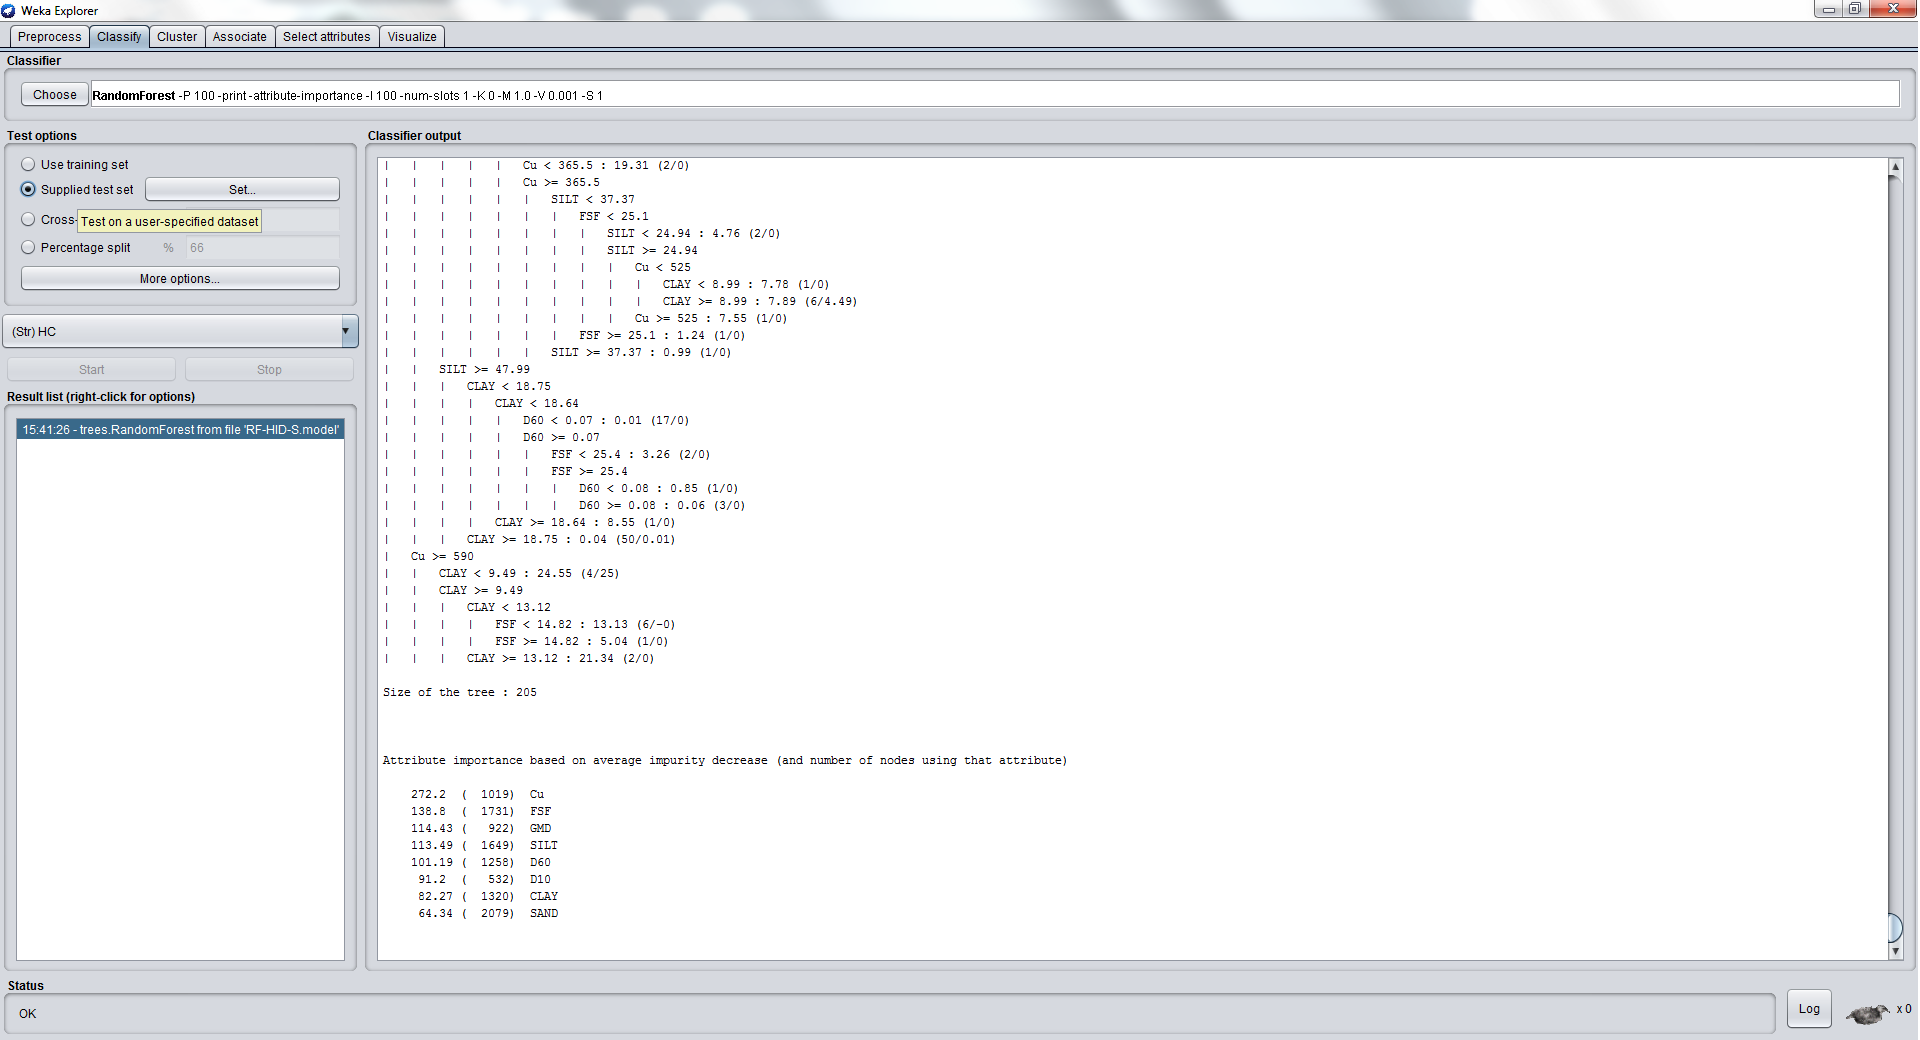 Weka Explorer
Preprocess Classify Cluster Associate Select attributes Visualize
Classifier
Choose RandomForest -P 100 -print -attribute-importance -I 100 -num-slots 1 -K 0 -M 1.0 -V 0.001 -S 1
Test options
Use training set
Supplied test set Set...
Cross-
Test on a user-specified dataset
Percentage split % 66
More options...
(Str) HC
Start Stop
Result list (right-click for options)
15:41:26 - trees.RandomForest from file 'RF-HID-S.model'
Classifier output
| | | | | Cu < 365.5 : 19.31 (2/0)
| | | | | Cu >= 365.5
| | | | | | SILT < 37.37
| | | | | | | FSF < 25.1
| | | | | | | | SILT < 24.94 : 4.76 (2/0)
| | | | | | | | SILT >= 24.94
| | | | | | | | | Cu < 525
| | | | | | | | | | CLAY < 8.99 : 7.78 (1/0)
| | | | | | | | | | CLAY >= 8.99 : 7.89 (6/4.49)
| | | | | | | | | Cu >= 525 : 7.55 (1/0)
| | | | | | | FSF >= 25.1 : 1.24 (1/0)
| | | | | | SILT >= 37.37 : 0.99 (1/0)
| | SILT >= 47.99
| | | CLAY < 18.75
| | | | CLAY < 18.64
| | | | | D60 < 0.07 : 0.01 (17/0)
| | | | | D60 >= 0.07
| | | | | | FSF < 25.4 : 3.26 (2/0)
| | | | | | FSF >= 25.4
| | | | | | | D60 < 0.08 : 0.85 (1/0)
| | | | | | | D60 >= 0.08 : 0.06 (3/0)
| | | | CLAY >= 18.64 : 8.55 (1/0)
| | | CLAY >= 18.75 : 0.04 (50/0.01)
| Cu >= 590
| | CLAY < 9.49 : 24.55 (4/25)
| | CLAY >= 9.49
| | | CLAY < 13.12
| | | | FSF < 14.82 : 13.13 (6/-0)
| | | | FSF >= 14.82 : 5.04 (1/0)
| | | CLAY >= 13.12 : 21.34 (2/0)
Size of the tree : 205
Attribute importance based on average impurity decrease (and number of nodes using that attribute)
272.2 ( 1019) Cu
138.8 ( 1731) FSF
114.43 ( 922) GMD
113.49 ( 1649) SILT
101.19 ( 1258) D60
91.2 ( 532) D10
82.27 ( 1320) CLAY
64.34 ( 2079) SAND
Status
OK
Log x 0